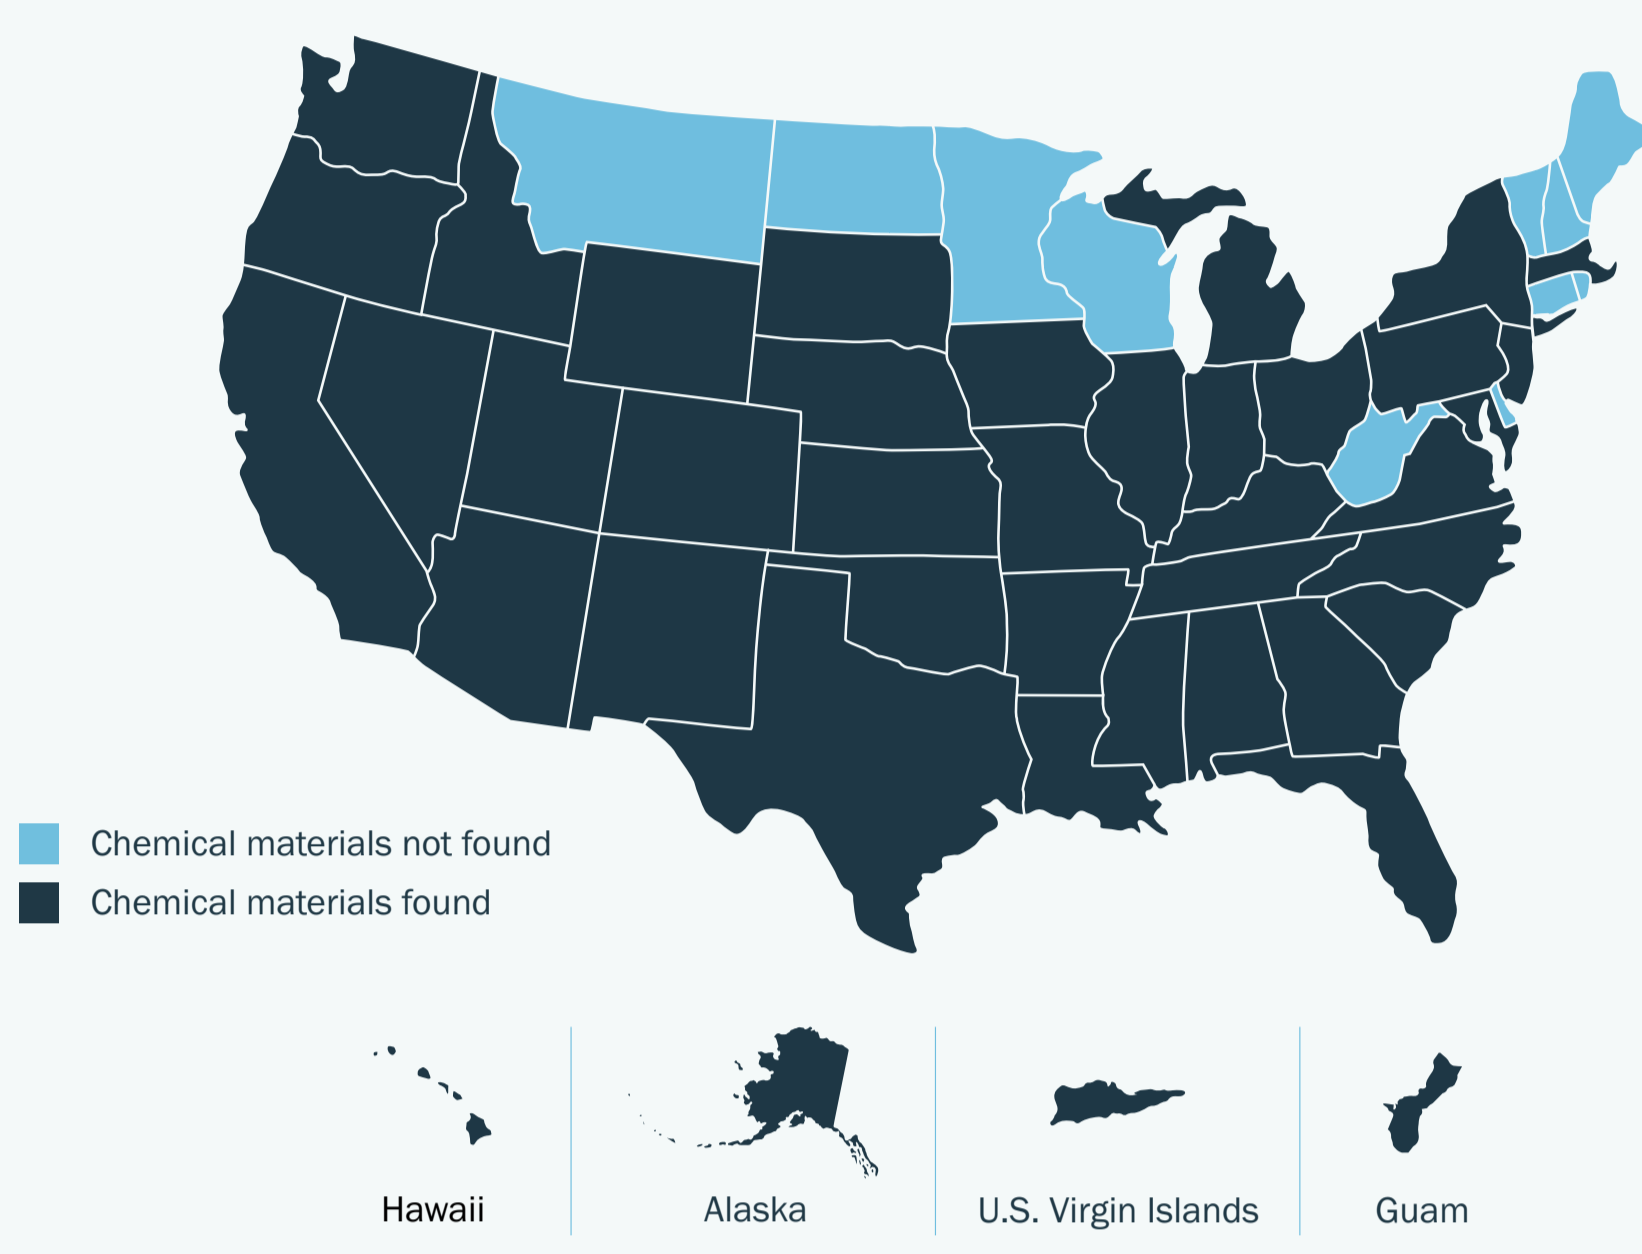 Chemical materials not found
Chemical materials found
Hawaii
Alaska
U.S. Virgin Islands
Guam